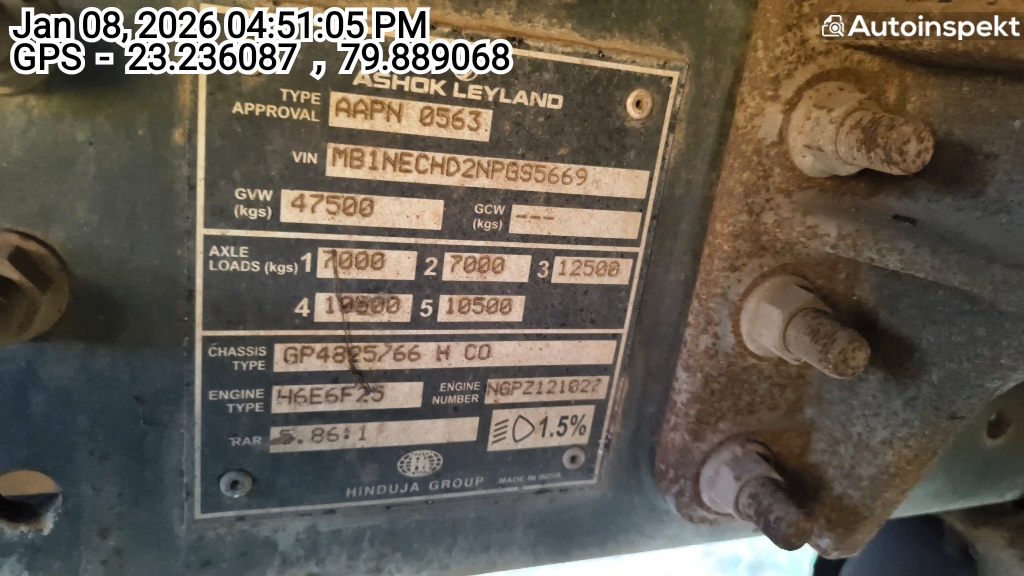 Jan 08, 2026 04:51:05 PM
GPS - 23.236087 , 79.889068
Autoinspekt
ASHOK LEYLAND
TYPE APPROVAL AAPN 0563
VIN MB1NECHD2NPGS5669
GVW (kgs) 47500 GCW (kgs) ---
AXLE LOADS (kgs) 1 7000 2 7000 3 12500
4 10500 5 10500
CHASSIS TYPE GP4825/66 H CO
ENGINE TYPE H6E6F25 ENGINE NUMBER NGPZ121027
RAR 5.86:1 1.5%
HINDUJA GROUP MADE IN INDIA